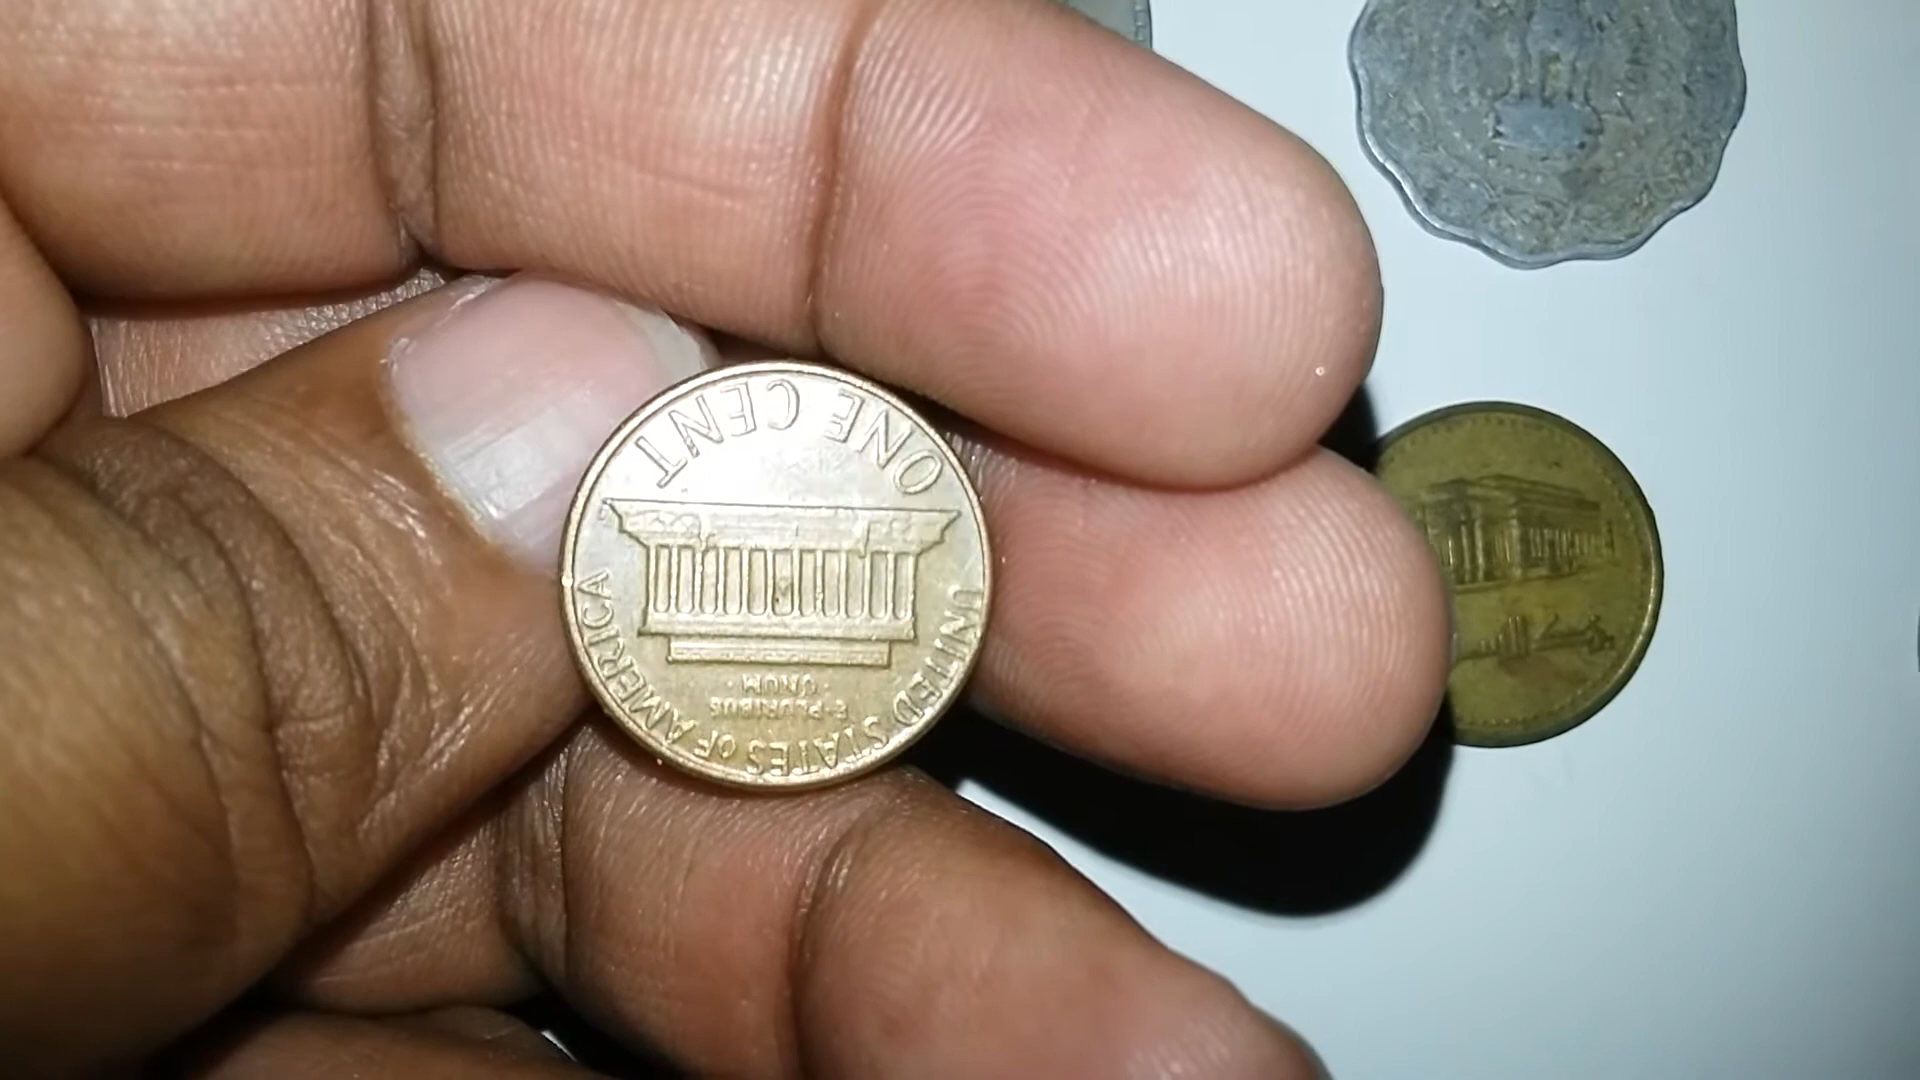 UNITED STATES OF AMERICA
E·PLURIBUS
·UNUM·
ONE CENT